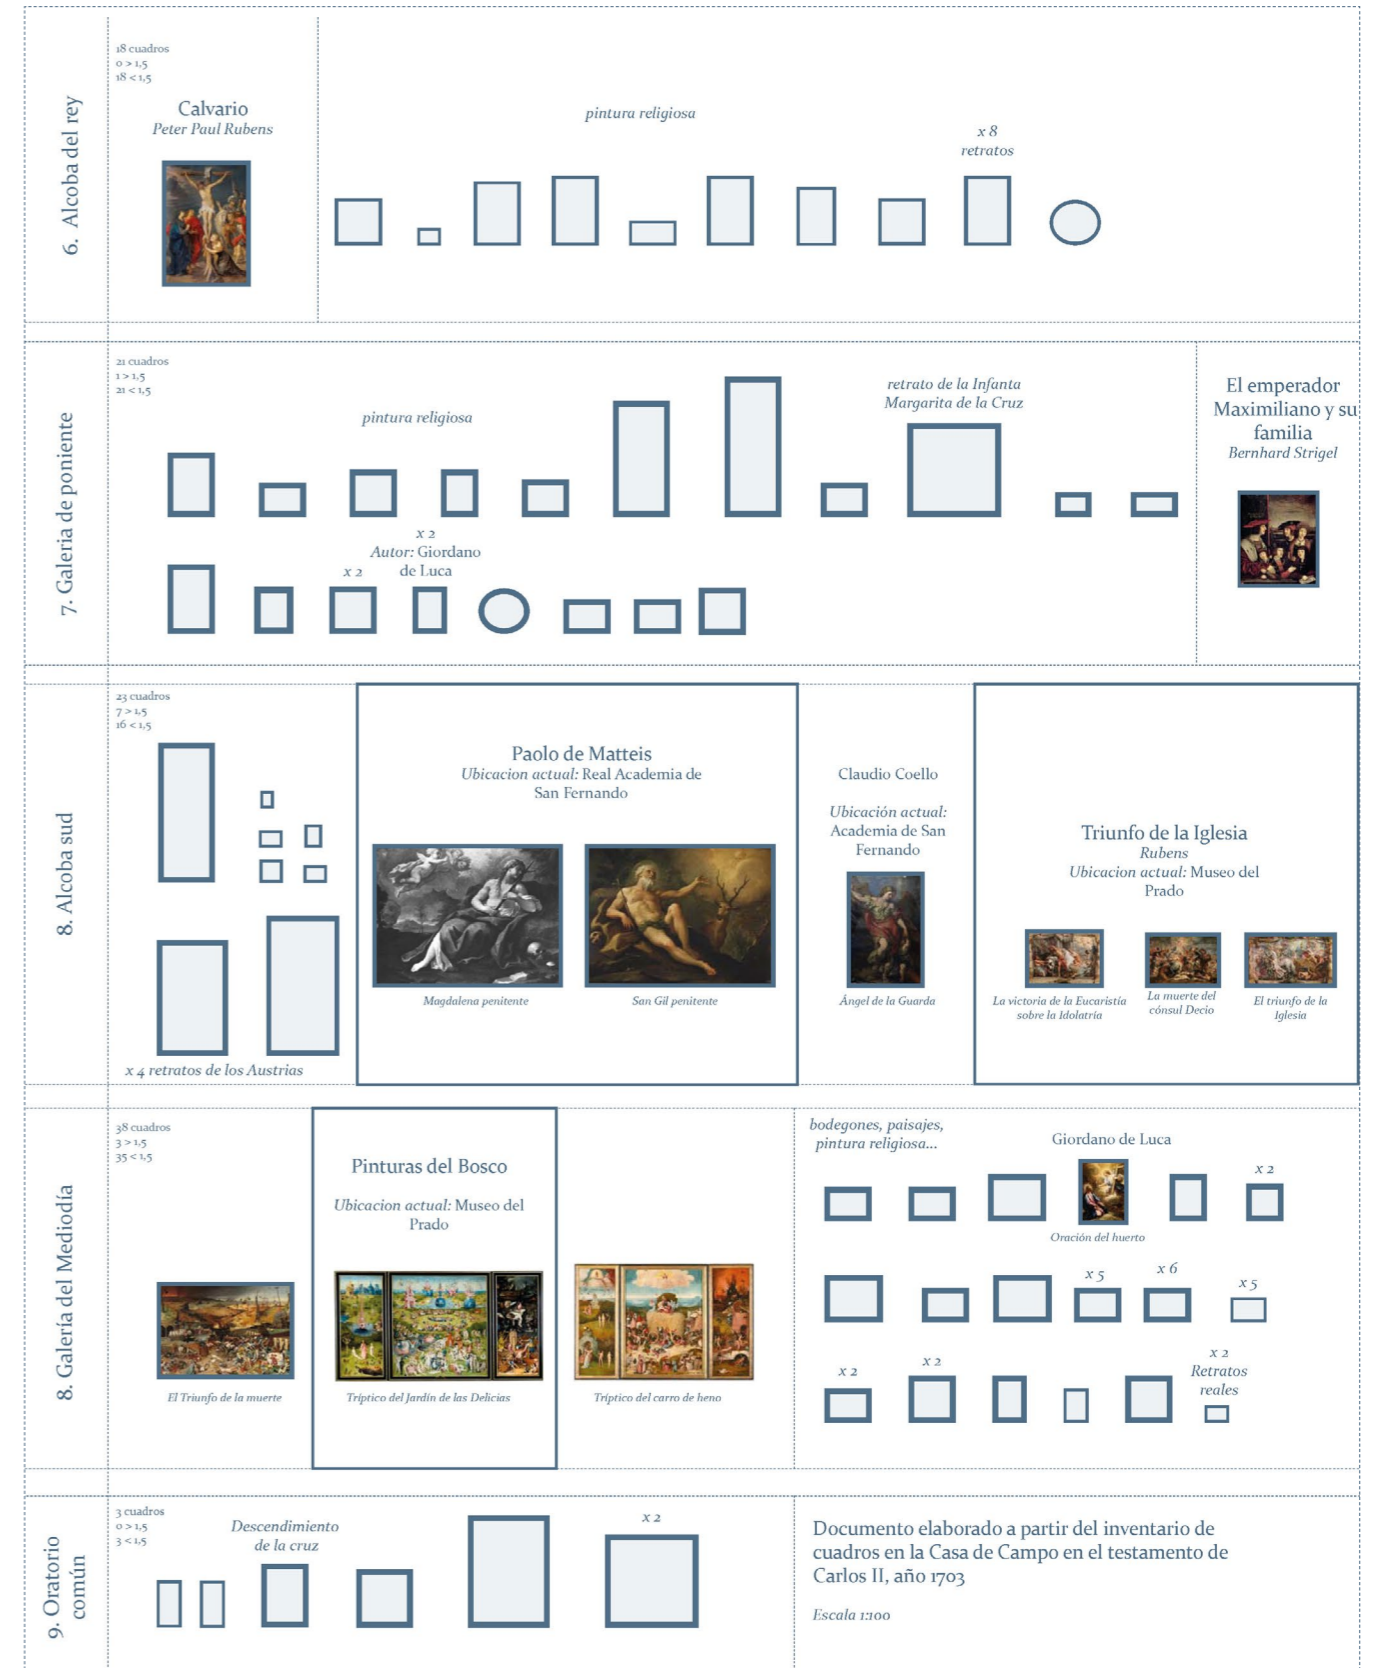 6. Alcoba del rey
18 cuadros
0 > 1,5
18 < 1,5
Calvario
Peter Paul Rubens
pintura religiosa
x 8
retratos
7. Galeria de poniente
21 cuadros
1 > 1,5
21 < 1,5
pintura religiosa
retrato de la Infanta
Margarita de la Cruz
El emperador
Maximiliano y su
familia
Bernhard Strigel
x 2
Autor: Giordano
de Luca
x 2
8. Alcoba sud
23 cuadros
7 > 1,5
16 < 1,5
x 4 retratos de los Austrias
Paolo de Matteis
Ubicacion actual: Real Academia de
San Fernando
Magdalena penitente
San Gil penitente
Claudio Coello
Ubicación actual:
Academia de San
Fernando
Ángel de la Guarda
Triunfo de la Iglesia
Rubens
Ubicacion actual: Museo del
Prado
La victoria de la Eucaristía
sobre la Idolatría
La muerte del
cónsul Decio
El triunfo de la
Iglesia
8. Galería del Mediodía
38 cuadros
3 > 1,5
35 < 1,5
El Triunfo de la muerte
Pinturas del Bosco
Ubicacion actual: Museo del
Prado
Tríptico del Jardín de las Delicias
Tríptico del carro de heno
bodegones, paisajes,
pintura religiosa...
Giordano de Luca
Oración del huerto
x 2
x 5
x 6
x 5
x 2
x 2
x 2
Retratos
reales
9. Oratorio
común
3 cuadros
0 > 1,5
3 < 1,5
Descendimiento
de la cruz
x 2
Documento elaborado a partir del inventario de
cuadros en la Casa de Campo en el testamento de
Carlos II, año 1703
Escala 1:100